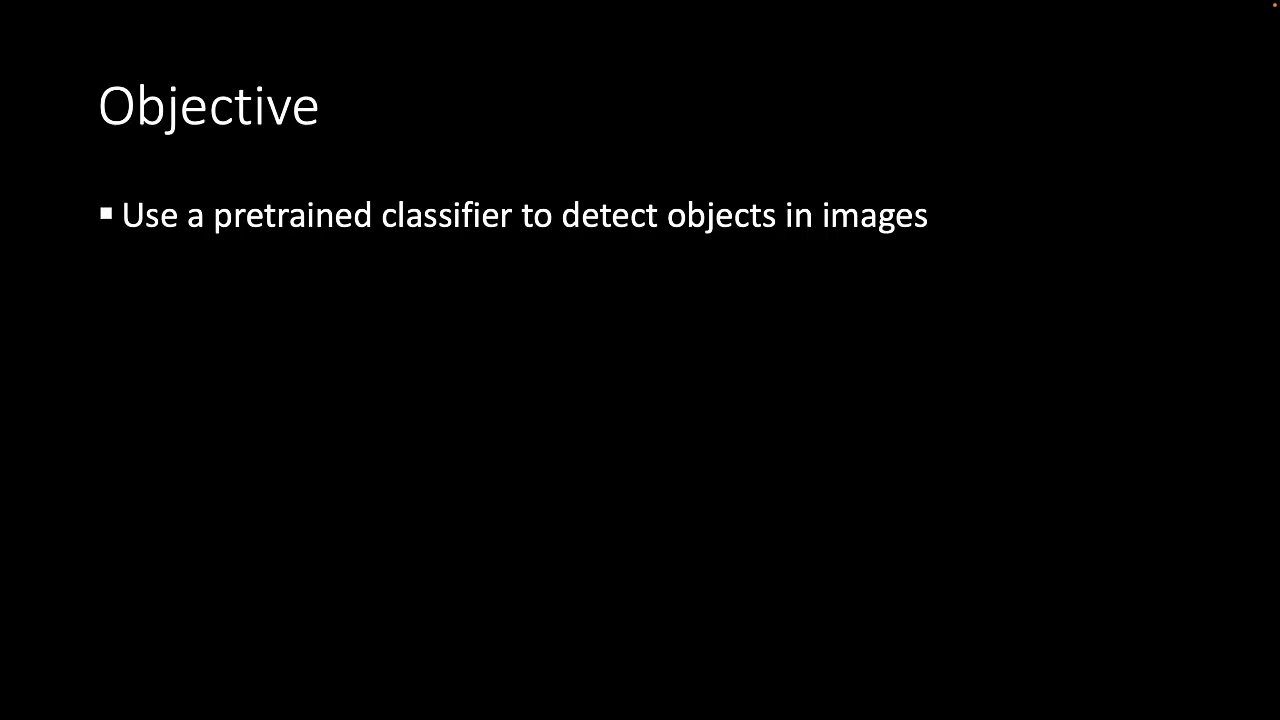 Objective
▪ Use a pretrained classifier to detect objects in images